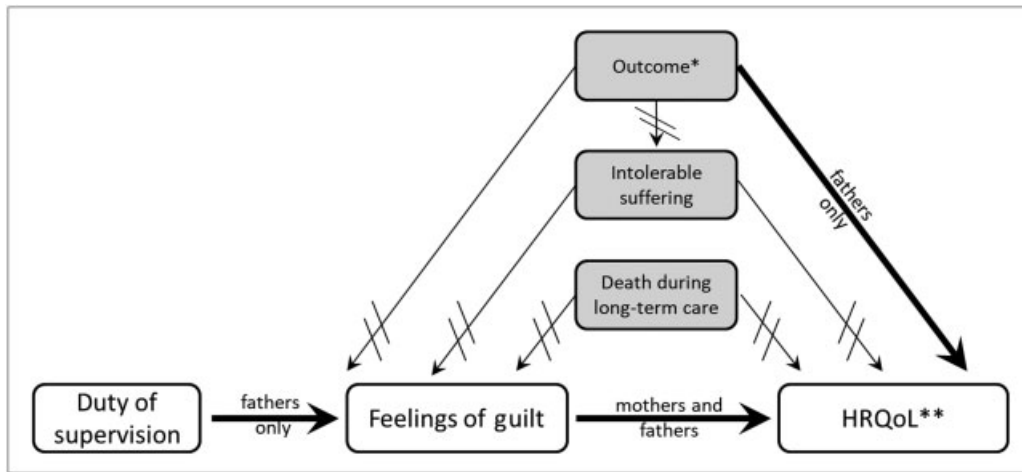 Outcome*
Intolerable
suffering
fathers
only
Death during
long-term care
Duty of
supervision
fathers
only
Feelings of guilt
mothers and
fathers
HRQoL**